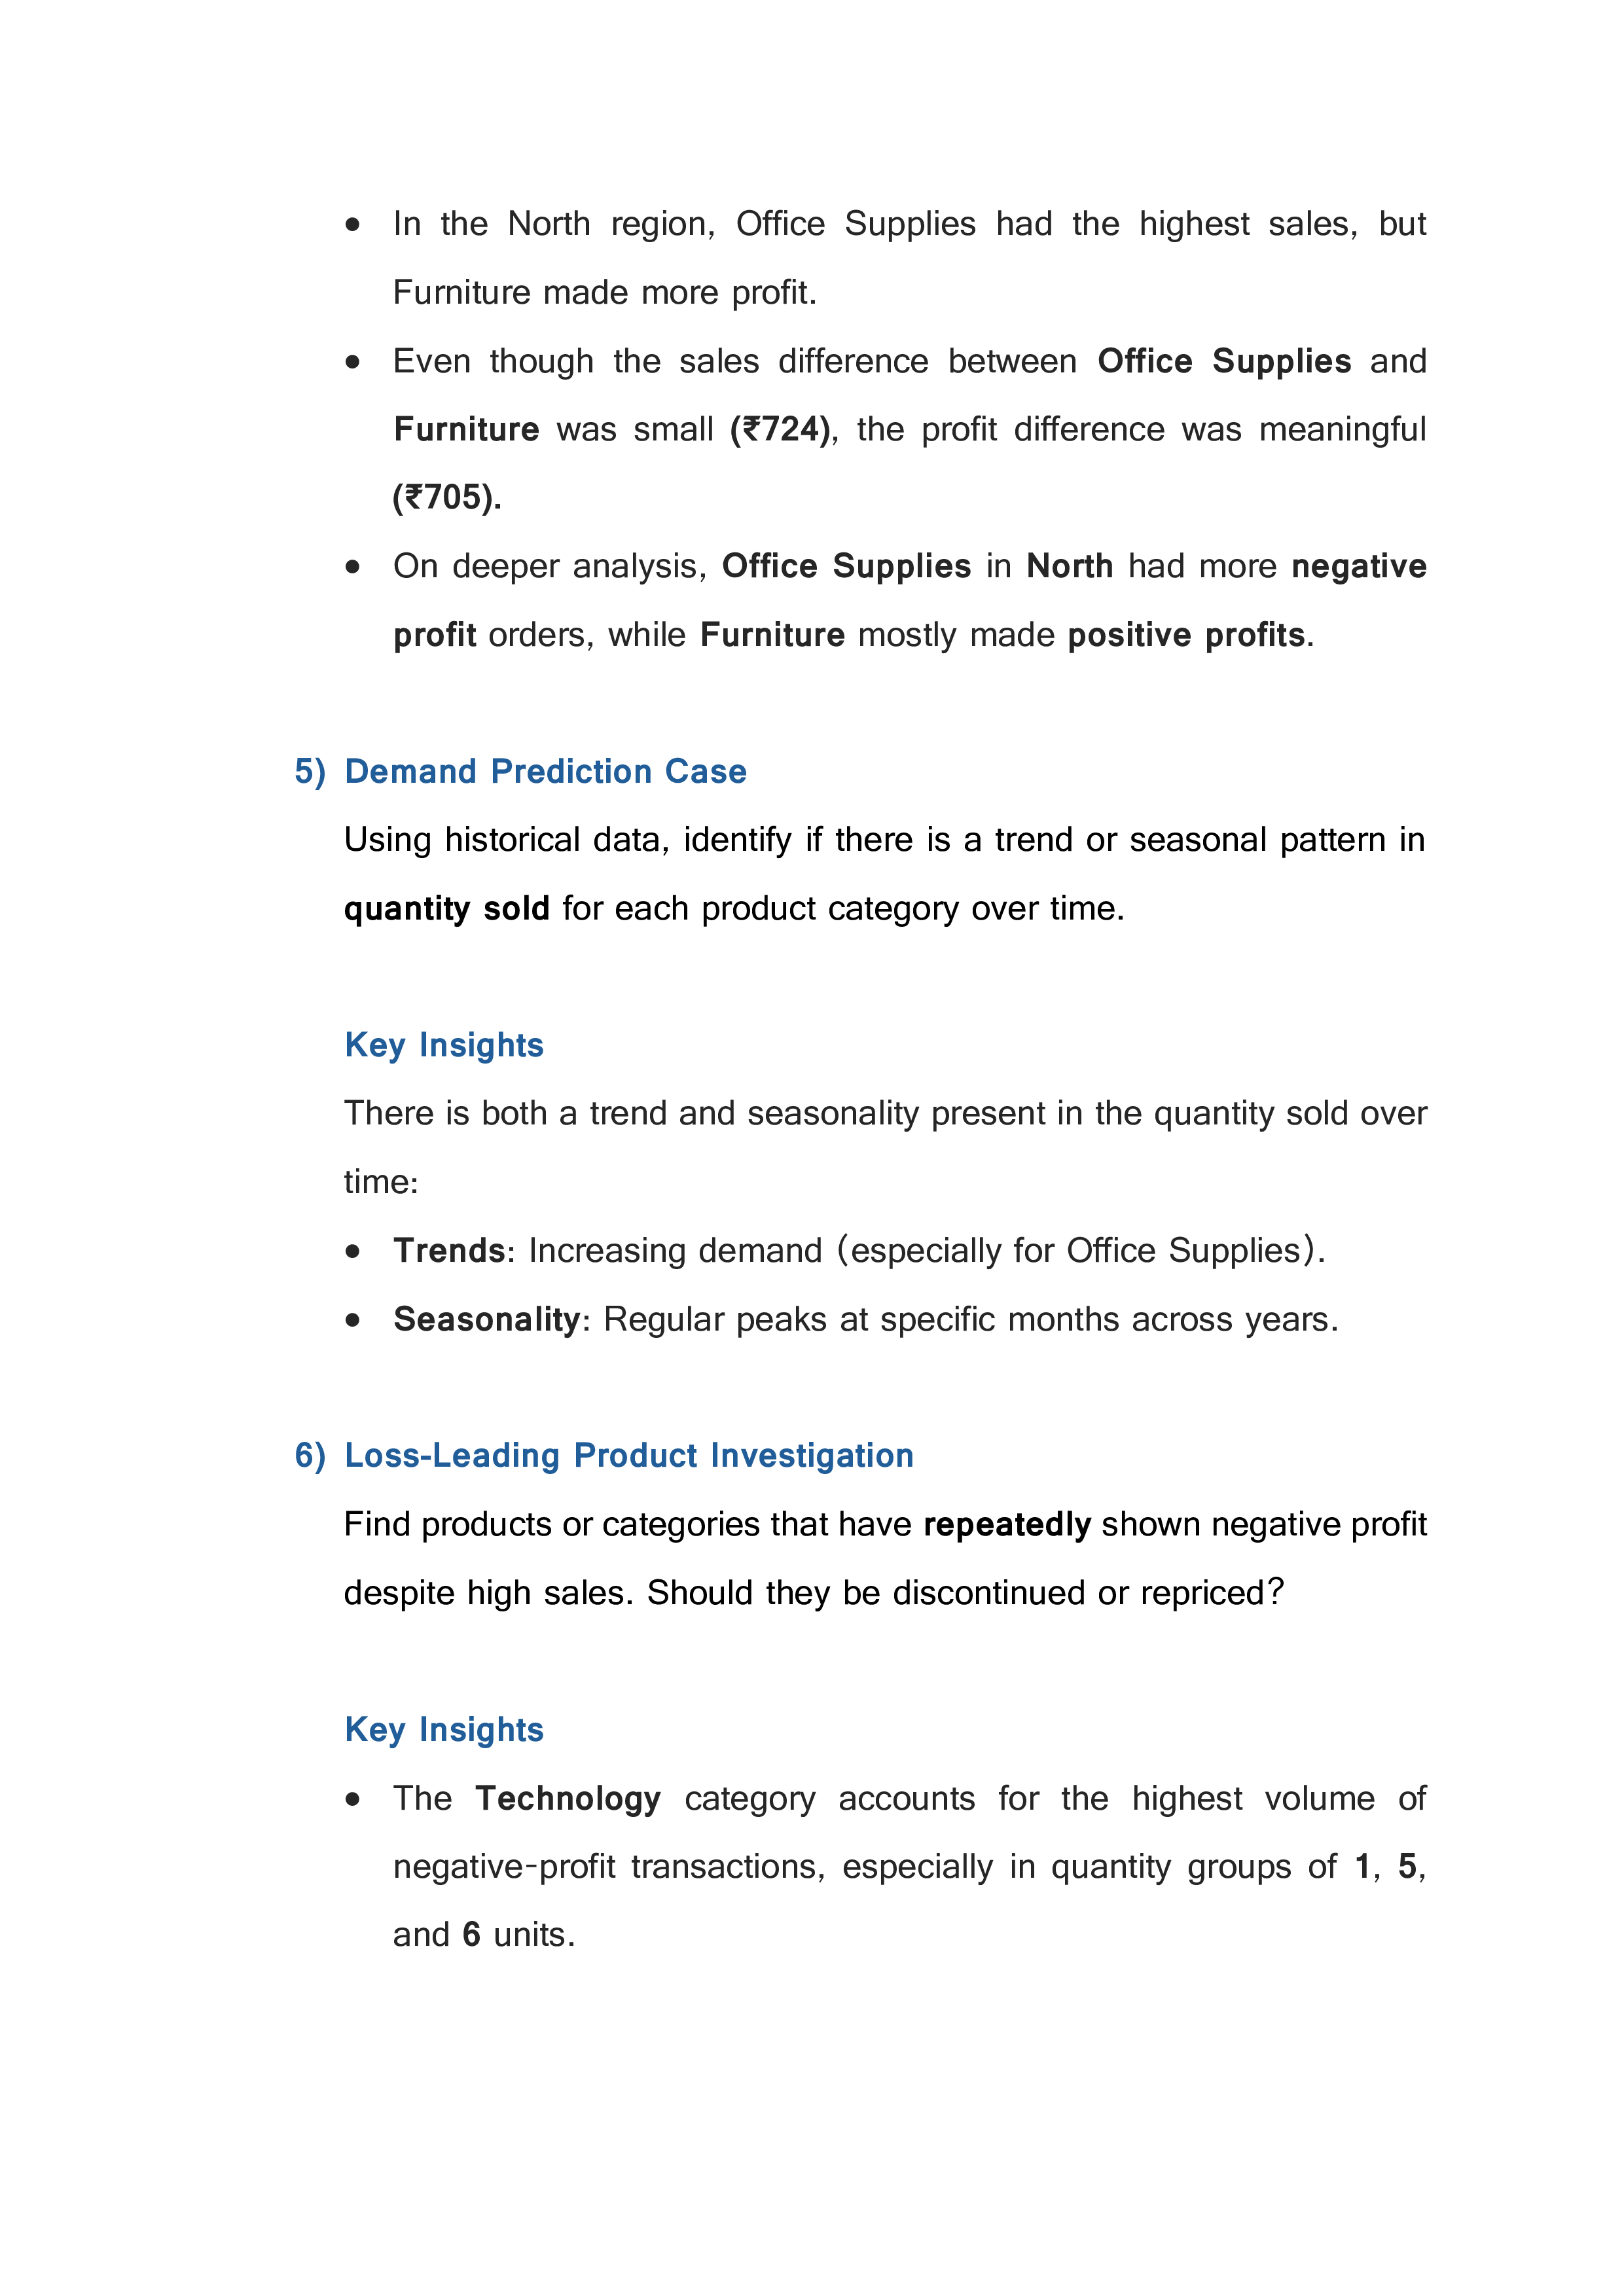 • In the North region, Office Supplies had the highest sales, but
Furniture made more profit.
• Even though the sales difference between Office Supplies and
Furniture was small (₹724), the profit difference was meaningful
(₹705).
• On deeper analysis, Office Supplies in North had more negative
profit orders, while Furniture mostly made positive profits.
5) Demand Prediction Case
Using historical data, identify if there is a trend or seasonal pattern in
quantity sold for each product category over time.
Key Insights
There is both a trend and seasonality present in the quantity sold over
time:
• Trends: Increasing demand (especially for Office Supplies).
• Seasonality: Regular peaks at specific months across years.
6) Loss-Leading Product Investigation
Find products or categories that have repeatedly shown negative profit
despite high sales. Should they be discontinued or repriced?
Key Insights
• The Technology category accounts for the highest volume of
negative-profit transactions, especially in quantity groups of 1, 5,
and 6 units.